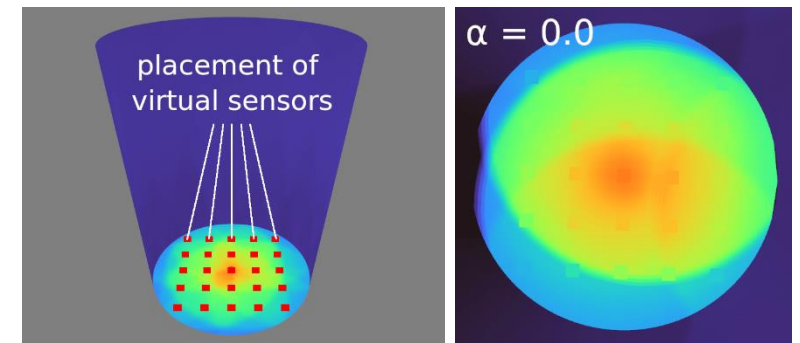 placement of
virtual sensors
α = 0.0